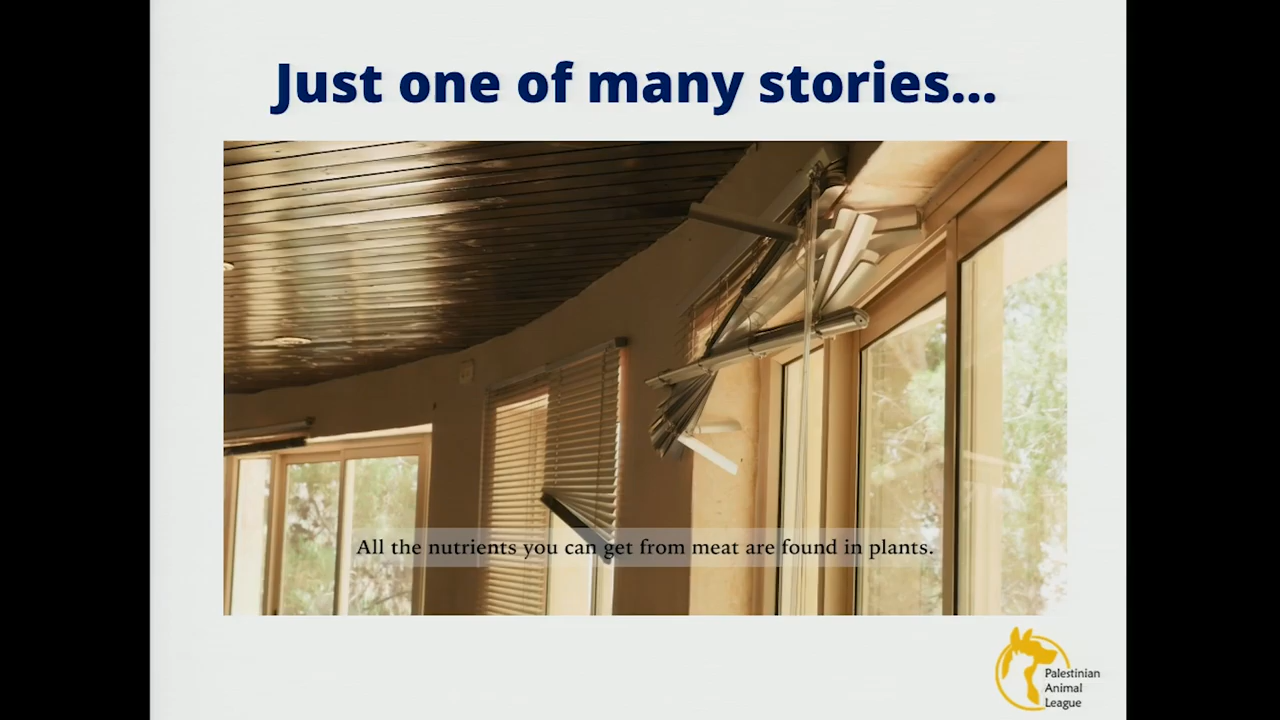 Just one of many stories...
All the nutrients you can get from meat are found in plants.
Palestinian
Animal
League